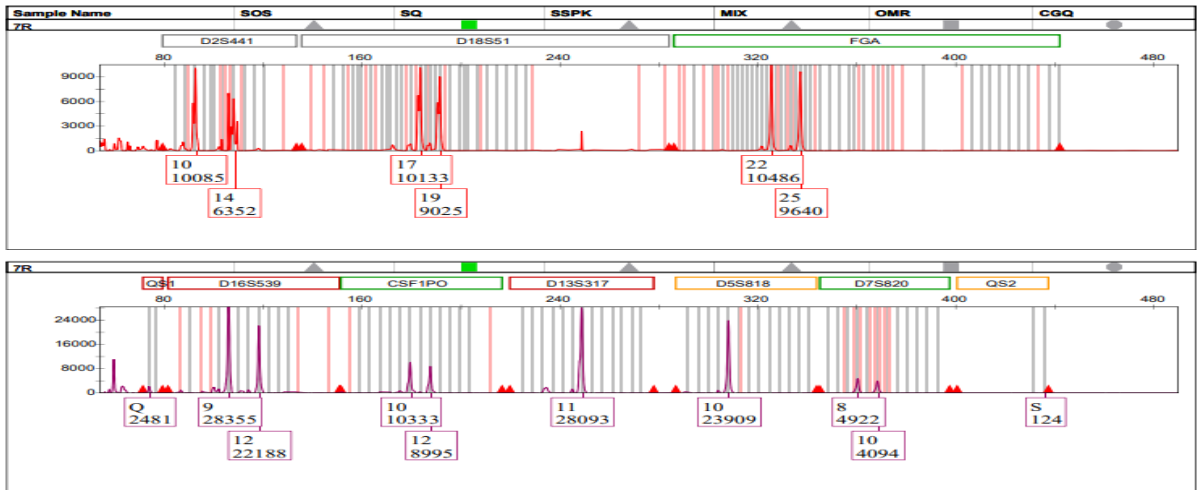 Sample Name SOS SQ SSPK MIX OMR CGQ
7R
D2S441 D18S51 FGA
80 160 240 320 400 480
9000
6000
3000
0
10 17 22
10085 10133 10486
14 19 25
6352 9025 9640
7R
QS1 D16S539 CSF1PO D13S317 D5S818 D7S820 QS2
80 160 240 320 400 480
24000
16000
8000
0
Q 9 10 11 10 8 S
2481 28355 10333 28093 23909 4922 124
12 12 10
22188 8995 4094